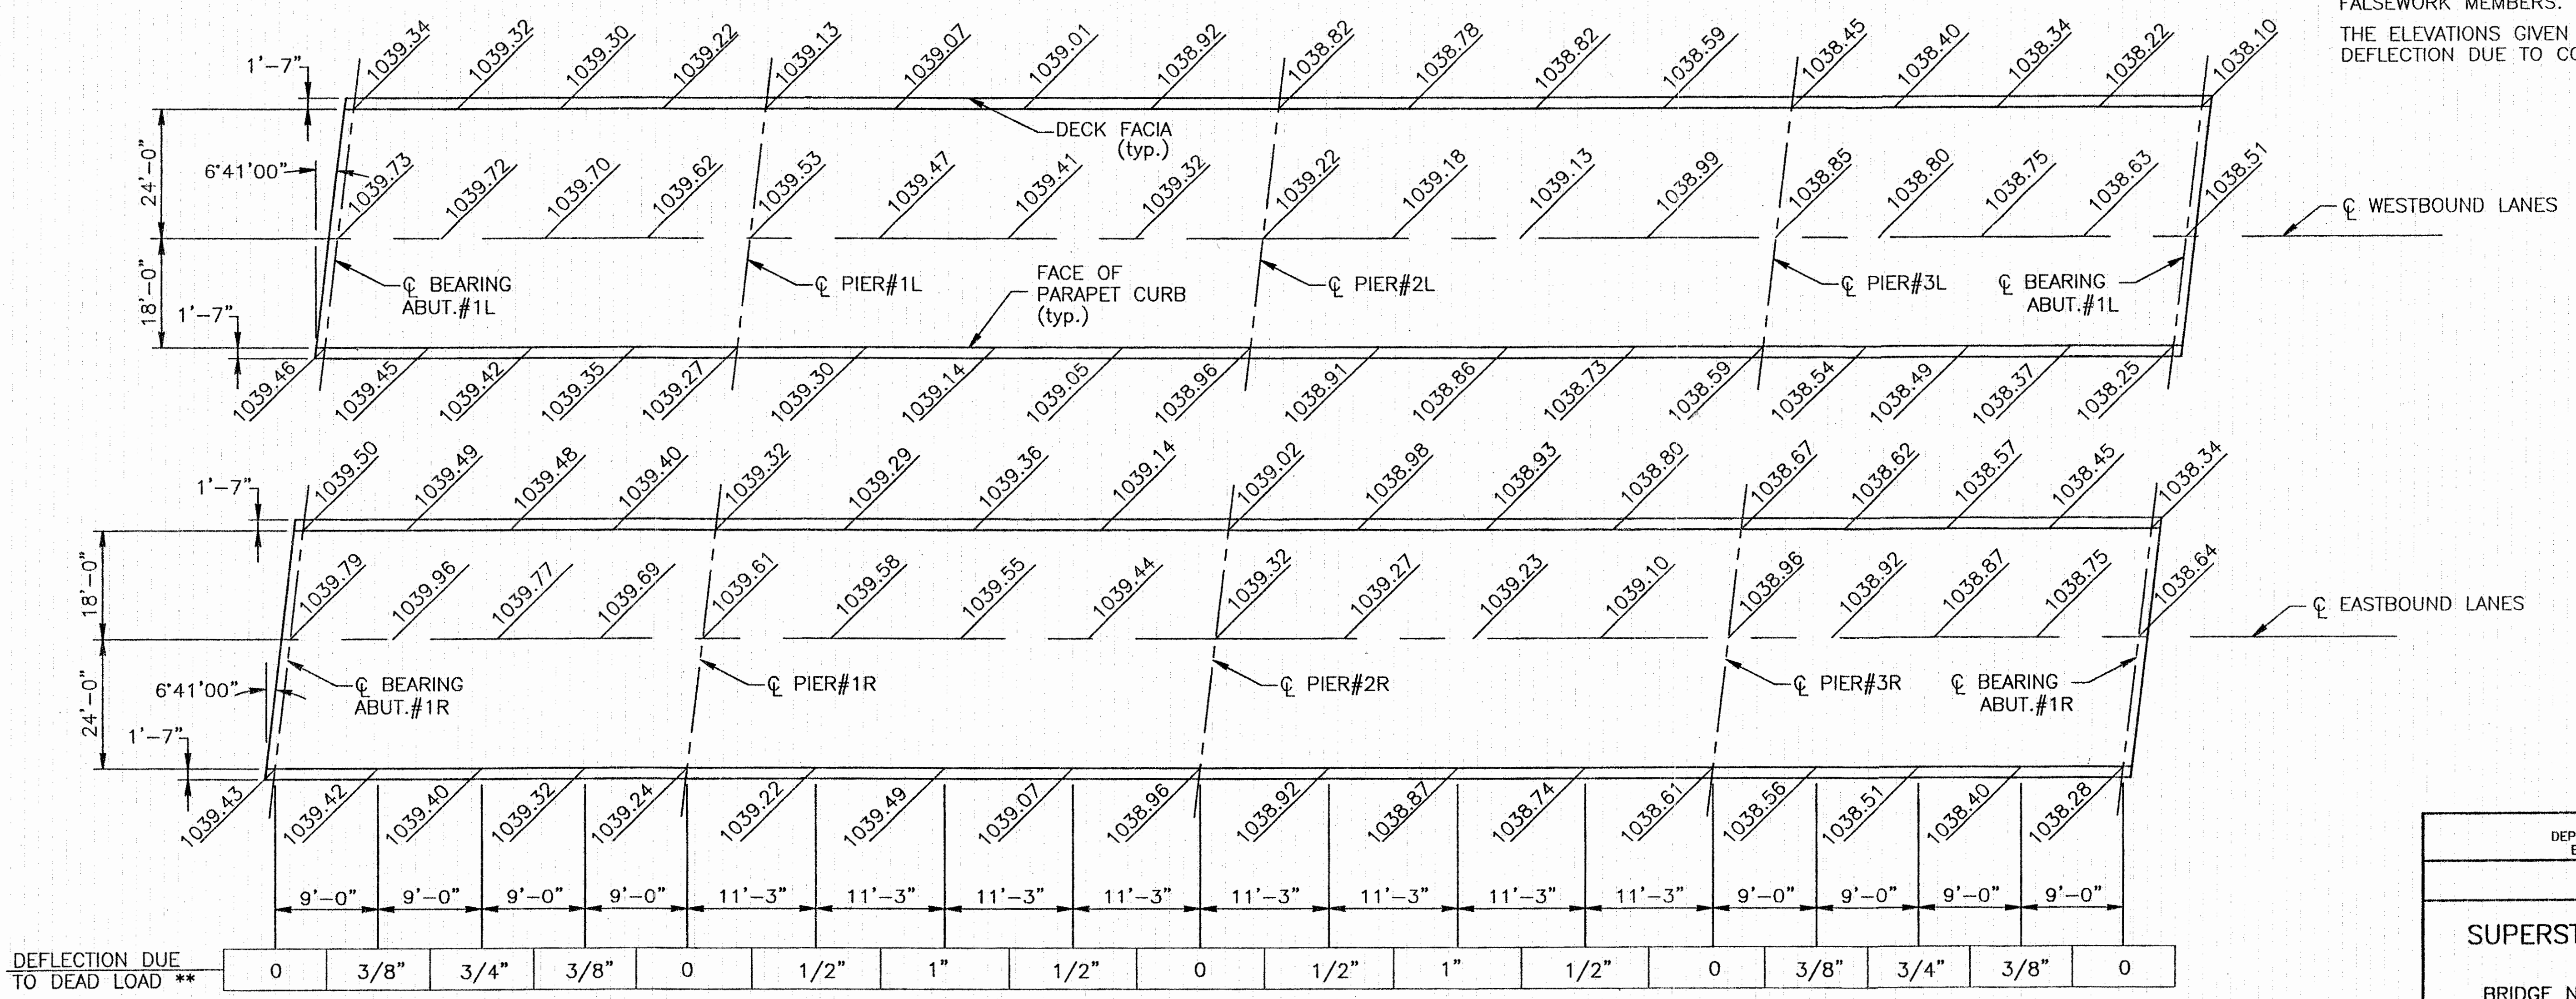 FALSEWORK MEMBERS.
THE ELEVATIONS GIVEN
DEFLECTION DUE TO CO
1039.34 1039.32 1039.30 1039.22 1039.13 1039.07 1039.01 1038.92 1038.82 1038.78 1038.82 1038.59 1038.45 1038.40 1038.34 1038.22 1038.10
1'-7"
DECK FACIA
(typ.)
24'-0"
6°41'00"
1039.73 1039.72 1039.70 1039.62 1039.53 1039.47 1039.41 1039.32 1039.22 1039.18 1039.13 1038.99 1038.85 1038.80 1038.75 1038.63 1038.51
℄ WESTBOUND LANES
18'-0"
℄ BEARING
ABUT.#1L
℄ PIER#1L
FACE OF
PARAPET CURB
(typ.)
℄ PIER#2L
℄ PIER#3L
℄ BEARING
ABUT.#1L
1'-7"
1039.46 1039.45 1039.42 1039.35 1039.27 1039.30 1039.14 1039.05 1038.96 1038.91 1038.86 1038.73 1038.59 1038.54 1038.49 1038.37 1038.25
1039.50 1039.49 1039.48 1039.40 1039.32 1039.29 1039.36 1039.14 1039.02 1038.98 1038.93 1038.80 1038.67 1038.62 1038.57 1038.45 1038.34
1'-7"
18'-0"
1039.79 1039.96 1039.77 1039.69 1039.61 1039.58 1039.55 1039.44 1039.32 1039.27 1039.23 1039.10 1038.96 1038.92 1038.87 1038.75 1038.64
℄ EASTBOUND LANES
24'-0"
6°41'00"
℄ BEARING
ABUT.#1R
℄ PIER#1R
℄ PIER#2R
℄ PIER#3R
℄ BEARING
ABUT.#1R
1'-7"
1039.43 1039.42 1039.40 1039.32 1039.24 1039.22 1039.49 1039.07 1038.96 1038.92 1038.87 1038.74 1038.61 1038.56 1038.51 1038.40 1038.28
9'-0" 9'-0" 9'-0" 9'-0" 11'-3" 11'-3" 11'-3" 11'-3" 11'-3" 11'-3" 11'-3" 11'-3" 9'-0" 9'-0" 9'-0" 9'-0"
DEFLECTION DUE
TO DEAD LOAD **
0 3/8" 3/4" 3/8" 0 1/2" 1" 1/2" 0 1/2" 1" 1/2" 0 3/8" 3/4" 3/8" 0
DEP
SUPERST
BRIDGE N